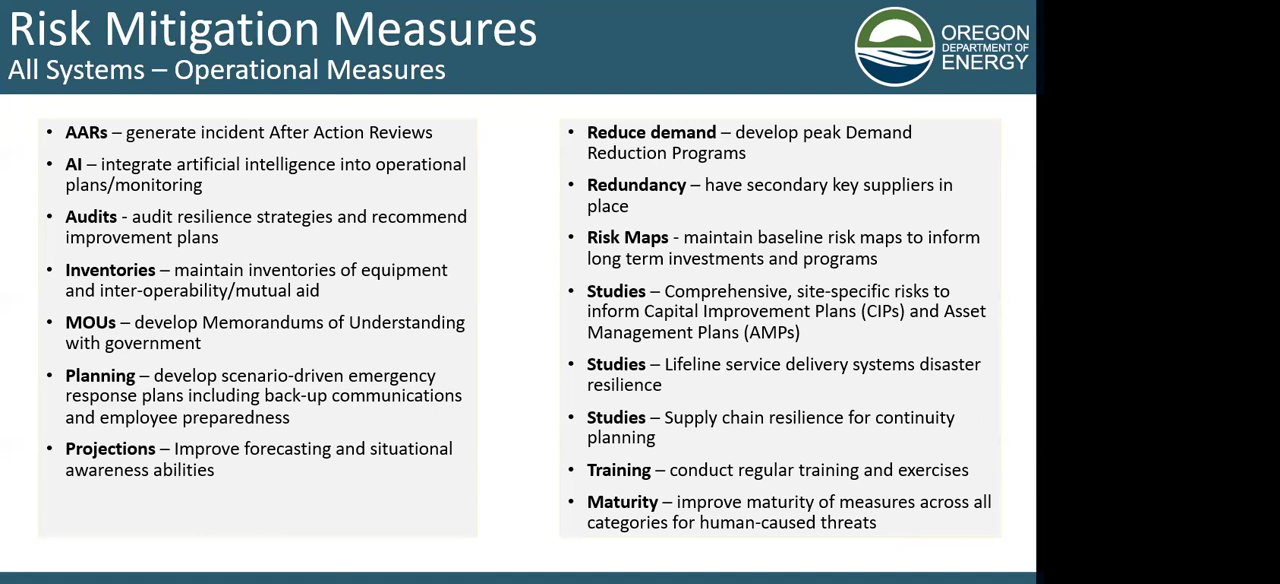 Risk Mitigation Measures
All Systems – Operational Measures
OREGON
DEPARTMENT OF
ENERGY
• AARs – generate incident After Action Reviews
• AI – integrate artificial intelligence into operational
plans/monitoring
• Audits - audit resilience strategies and recommend
improvement plans
• Inventories – maintain inventories of equipment
and inter-operability/mutual aid
• MOUs – develop Memorandums of Understanding
with government
• Planning – develop scenario-driven emergency
response plans including back-up communications
and employee preparedness
• Projections – Improve forecasting and situational
awareness abilities
• Reduce demand – develop peak Demand
Reduction Programs
• Redundancy – have secondary key suppliers in
place
• Risk Maps - maintain baseline risk maps to inform
long term investments and programs
• Studies – Comprehensive, site-specific risks to
inform Capital Improvement Plans (CIPs) and Asset
Management Plans (AMPs)
• Studies – Lifeline service delivery systems disaster
resilience
• Studies – Supply chain resilience for continuity
planning
• Training – conduct regular training and exercises
• Maturity – improve maturity of measures across all
categories for human-caused threats